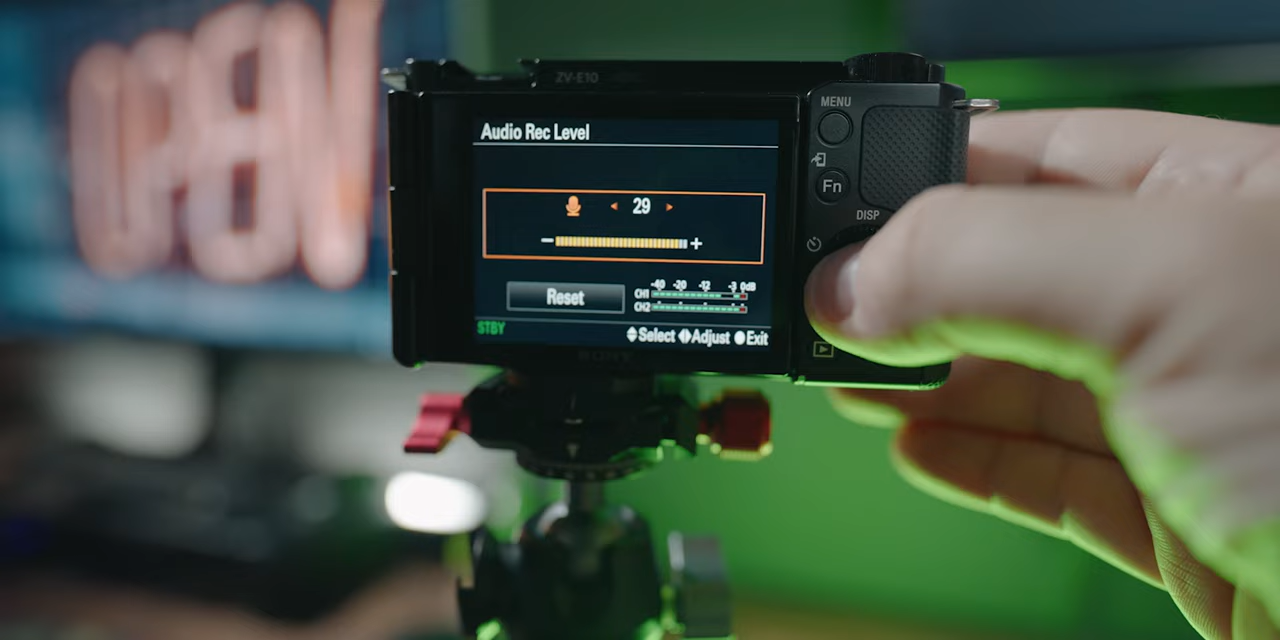 OPEN
ZV-E10
MENU
Audio Rec Level
Fn
29
DISP
-40 -20 -12 -3 0dB
Reset
CH1
CH2
STBY
Select Adjust Exit
SONY